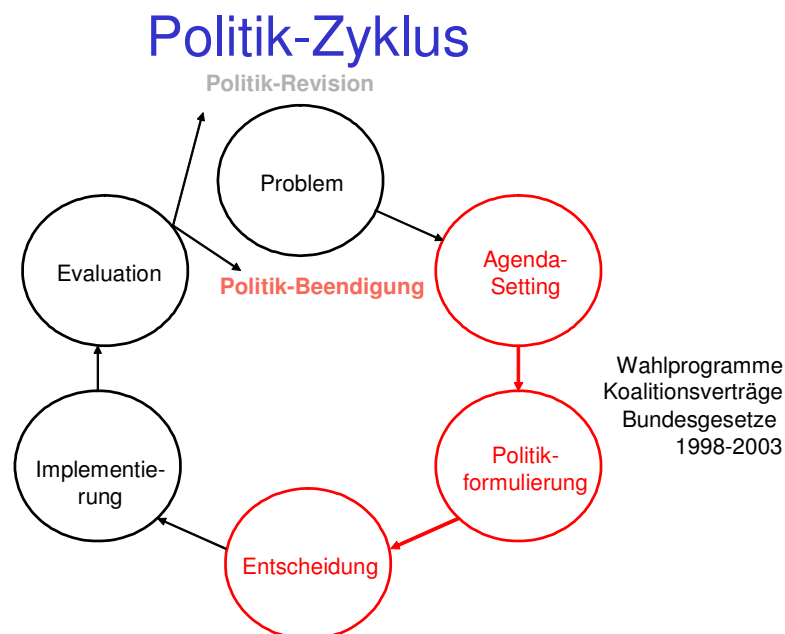 Politik-Zyklus
Politik-Revision
Problem
Agenda-
Setting
Evaluation
Politik-Beendigung
Wahlprogramme
Koalitionsverträge
Bundesgesetze
1998-2003
Politik-
formulierung
Implementie-
rung
Entscheidung